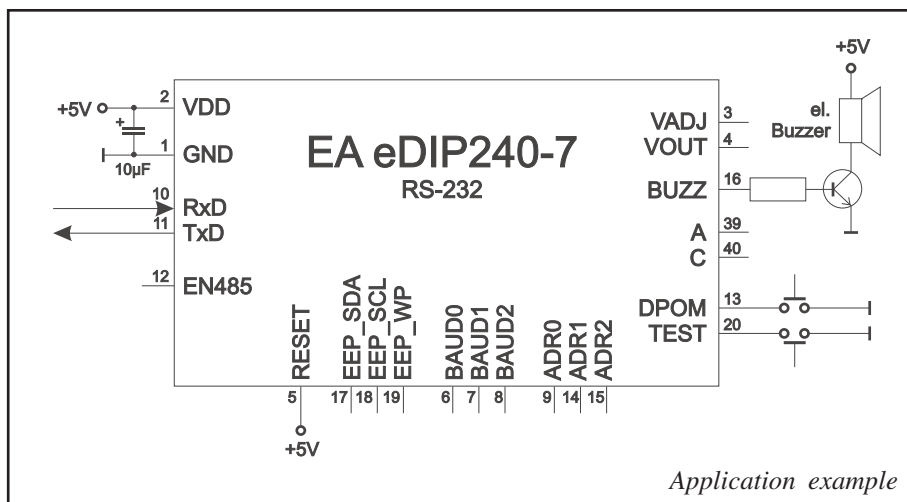 +5V
2
VDD
+
1
GND
10µF
10
RxD
11
TxD
12
EN485
EA eDIP240-7
RS-232
+5V
el.
Buzzer
VADJ
3
VOUT
4
BUZZ
16
A
39
C
40
DPOM
13
TEST
20
RESET
EEP_SDA
EEP_SCL
EEP_WP
BAUD0
BAUD1
BAUD2
ADR0
ADR1
ADR2
5
17
18
19
6
7
8
9
14
15
+5V
Application example